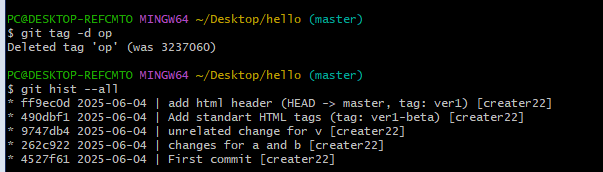 PC@DESKTOP-REFCMTO MINGW64 ~/Desktop/hello (master)
$ git tag -d op
Deleted tag 'op' (was 3237060)
PC@DESKTOP-REFCMTO MINGW64 ~/Desktop/hello (master)
$ git hist --all
* ff9ec0d 2025-06-04 | add html header (HEAD -> master, tag: ver1) [creater22]
* 490dbf1 2025-06-04 | Add standart HTML tags (tag: ver1-beta) [creater22]
* 9747db4 2025-06-04 | unrelated change for v [creater22]
* 262c922 2025-06-04 | changes for a and b [creater22]
* 4527f61 2025-06-04 | First commit [creater22]